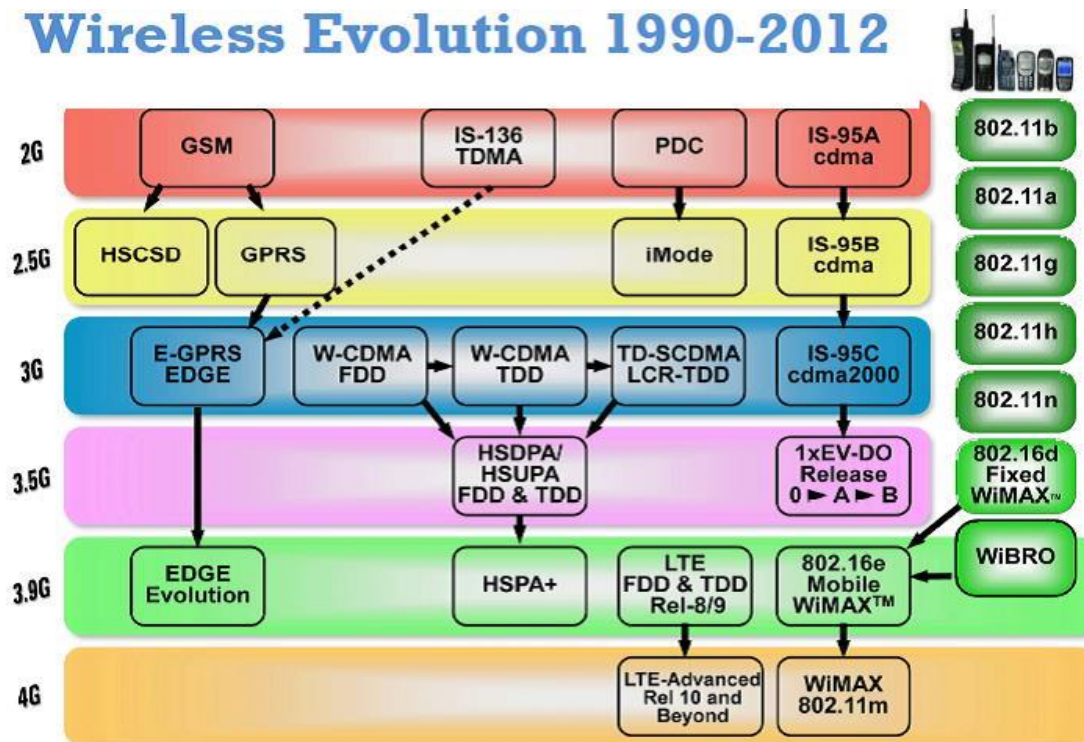 Wireless Evolution 1990-2012
2G
GSM
IS-136
TDMA
PDC
IS-95A
cdma
802.11b
802.11a
2.5G
HSCSD
GPRS
iMode
IS-95B
cdma
802.11g
802.11h
3G
E-GPRS
EDGE
W-CDMA
FDD
W-CDMA
TDD
TD-SCDMA
LCR-TDD
IS-95C
cdma2000
802.11n
3.5G
HSDPA/
HSUPA
FDD & TDD
1xEV-DO
Release
0 ► A ► B
802.16d
Fixed
WiMAX™
3.9G
EDGE
Evolution
HSPA+
LTE
FDD & TDD
Rel-8/9
802.16e
Mobile
WiMAX™
WiBRO
4G
LTE-Advanced
Rel 10 and
Beyond
WiMAX
802.11m